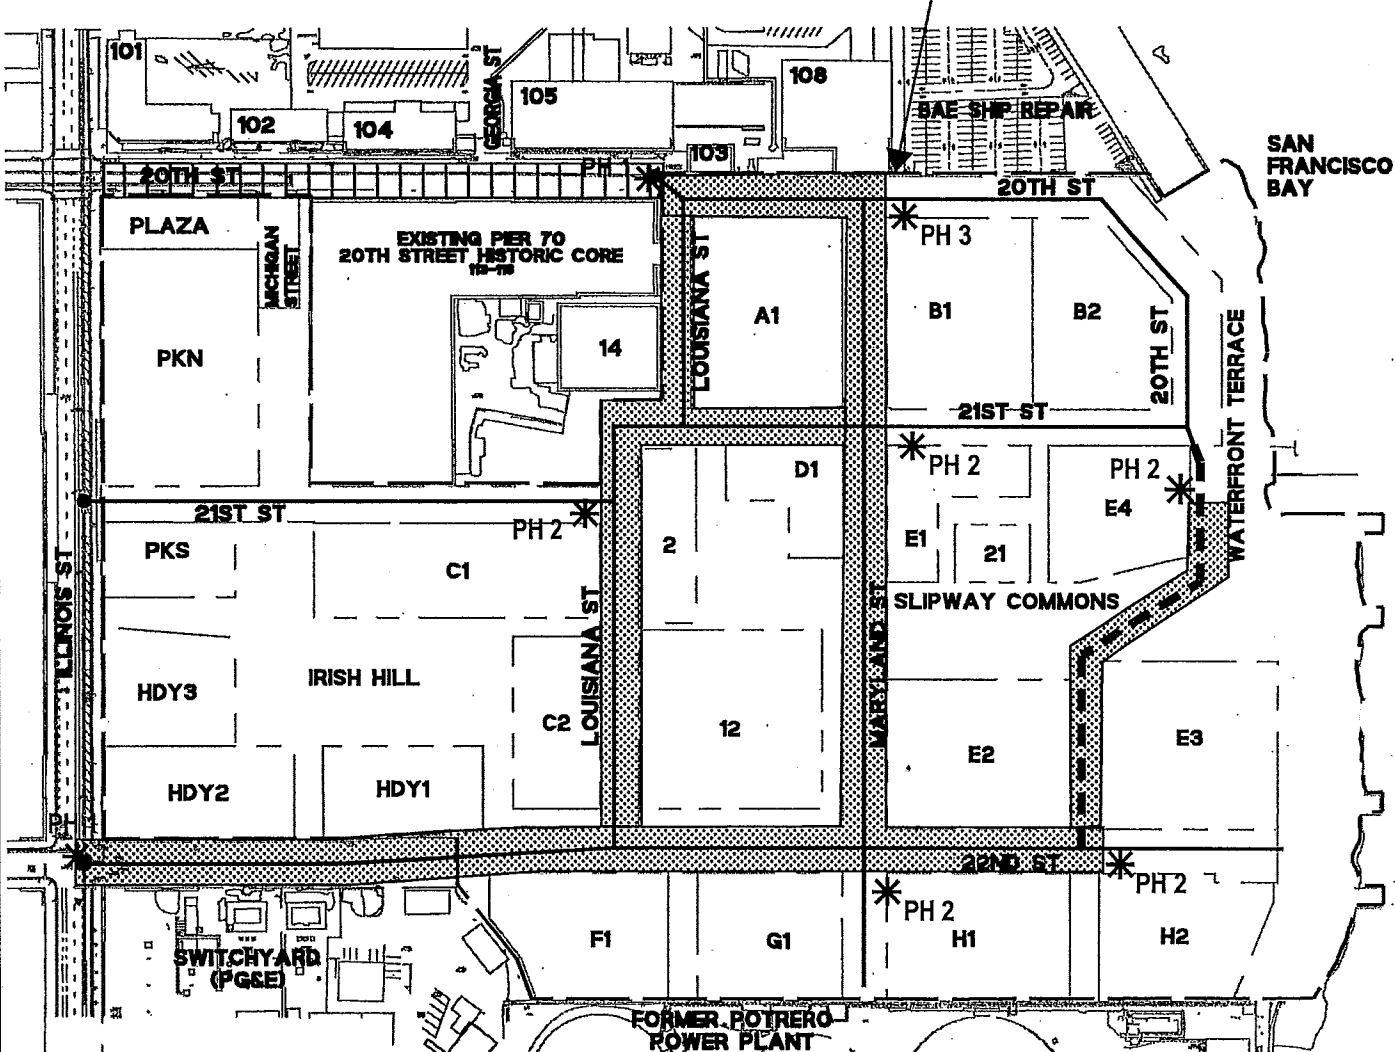 101
102
104
GEORGIA ST
105
108
BAE SHIP REPAIR
SAN
FRANCISCO
BAY
103
20TH ST
PH 1
20TH ST
PLAZA
MICHIGAN
STREET
EXISTING PIER 70
20TH STREET HISTORIC CORE
LOUISIANA ST
PH 3
PKN
14
A1
B1
B2
20TH ST
WATERFRONT TERRACE
21ST ST
D1
PH 2
PH 2
E4
21ST ST
PH 2
PKS
C1
2
E1
21
ILLINOIS ST
LOUISIANA ST
MARYLAND ST
SLIPWAY COMMONS
HDY3
IRISH HILL
C2
12
E2
E3
HDY2
HDY1
22ND ST
PH 2
PH 2
F1
G1
H1
H2
SWITCHYARD
(PG&E)
FORMER POTRERO
POWER PLANT